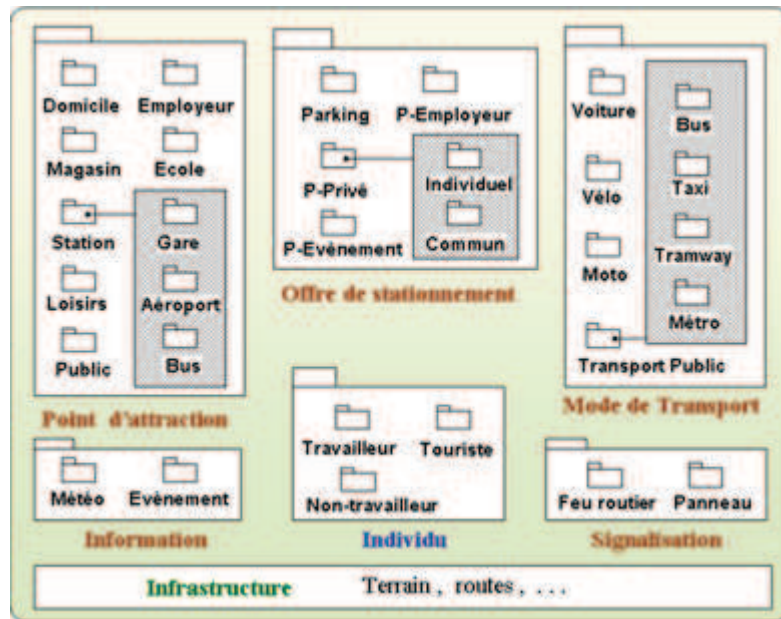 Domicile Employeur
Magasin Ecole
Station Gare
Loisirs Aéroport
Public Bus
Point d'attraction
Parking P-Employeur
P-Privé Individuel
P-Evènement Commun
Offre de stationnement
Voiture Bus
Vélo Taxi
Moto Tramway
Métro
Transport Public
Mode de Transport
Météo Evènement
Information
Travailleur Touriste
Non-travailleur
Individu
Feu routier Panneau
Signalisation
Infrastructure Terrain , routes , . . .